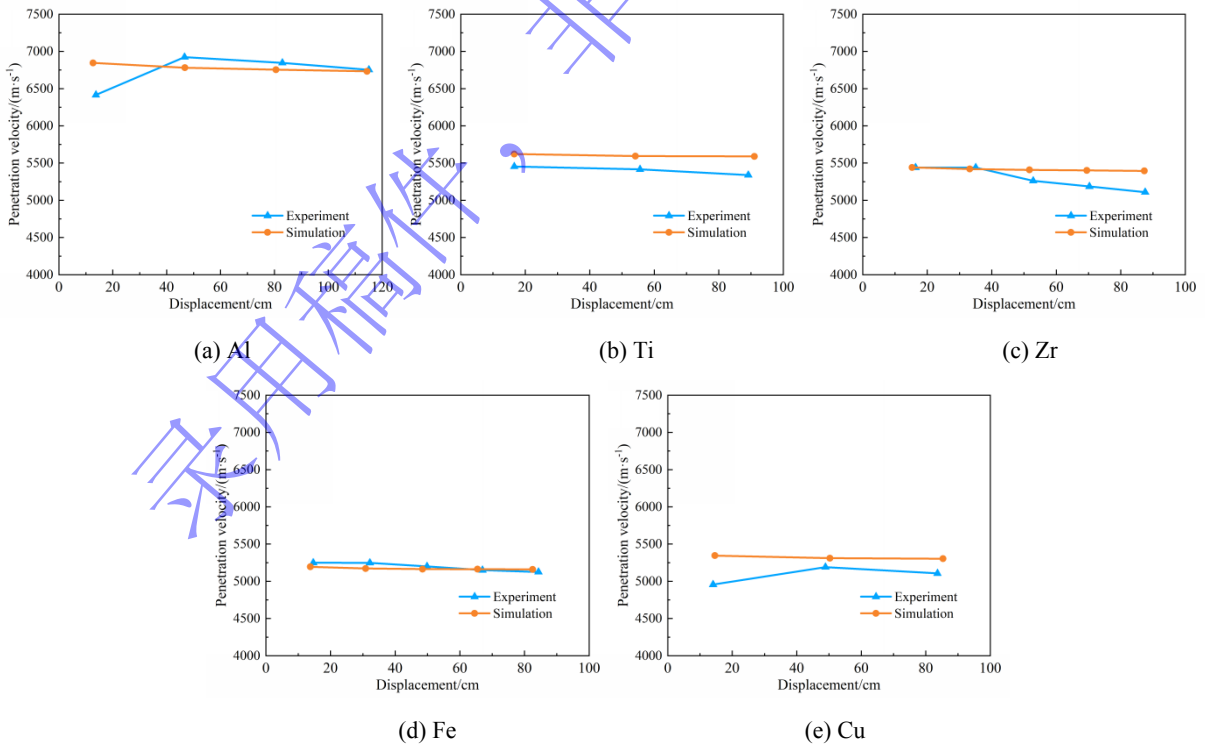 7500
7000
6500
6000
5500
5000
4500
4000
Penetration velocity/(m·s⁻¹)
Experiment
Simulation
0 20 40 60 80 100 120
Displacement/cm
(a) Al
7500
7000
6500
6000
5500
5000
4500
4000
Penetration velocity/(m·s⁻¹)
Experiment
Simulation
0 20 40 60 80 100
Displacement/cm
(b) Ti
7500
7000
6500
6000
5500
5000
4500
4000
Penetration velocity/(m·s⁻¹)
Experiment
Simulation
0 20 40 60 80 100
Displacement/cm
(c) Zr
7500
7000
6500
6000
5500
5000
4500
4000
Penetration velocity/(m·s⁻¹)
Experiment
Simulation
0 20 40 60 80 100
Displacement/cm
(d) Fe
7500
7000
6500
6000
5500
5000
4500
4000
Penetration velocity/(m·s⁻¹)
Experiment
Simulation
0 20 40 60 80 100
Displacement/cm
(e) Cu
录用稿件，